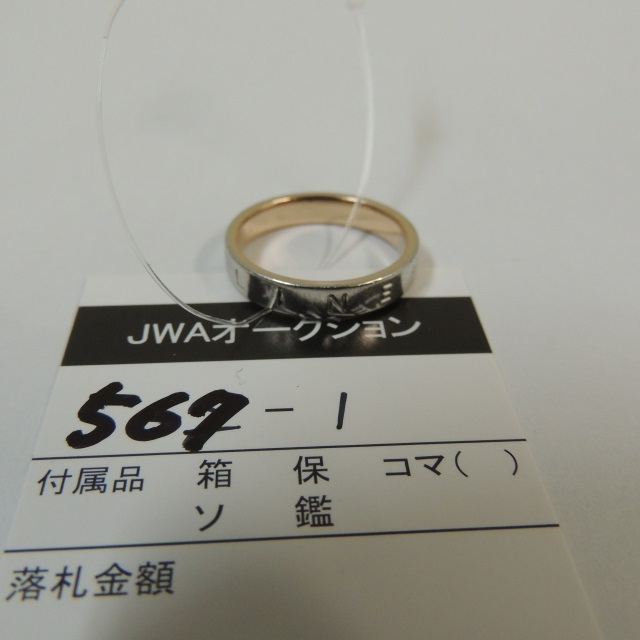 JWAオークション
567-1
付属品 箱 保 コマ( )
ソ 鑑
落札金額